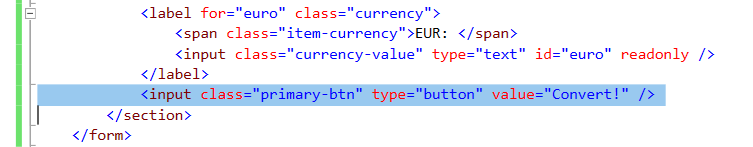 <label for="euro" class="currency">
<span class="item-currency">EUR: </span>
<input class="currency-value" type="text" id="euro" readonly />
</label>
<input class="primary-btn" type="button" value="Convert!" />
</section>
</form>